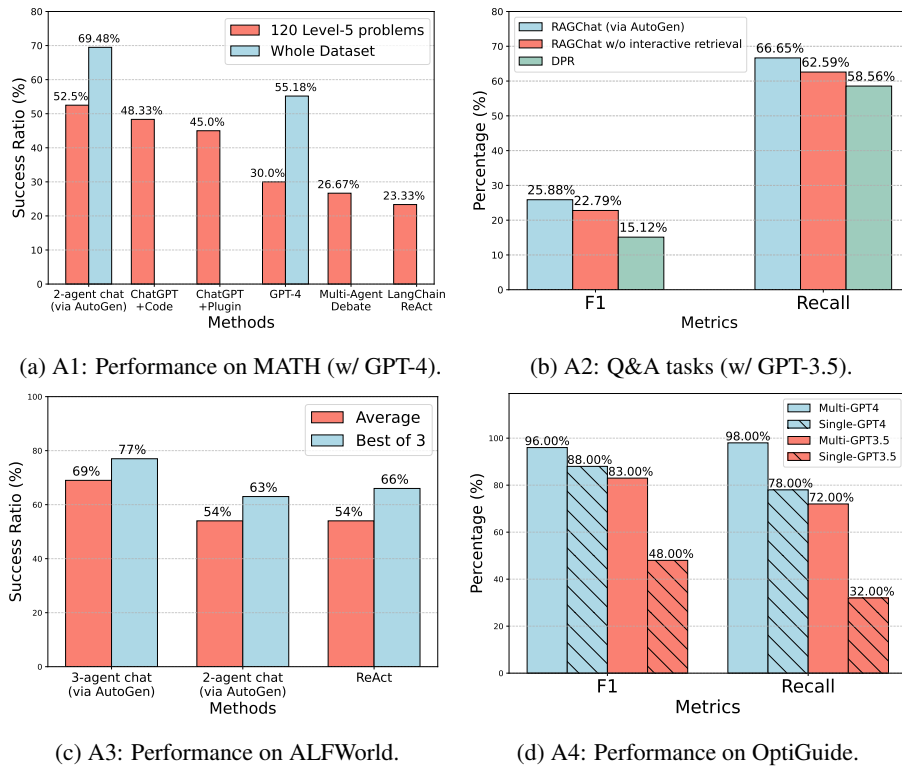 80
70
60
50
40
30
20
10
0
Success Ratio (%)
120 Level-5 problems
Whole Dataset
52.5%
69.48%
48.33%
45.0%
30.0%
55.18%
26.67%
23.33%
2-agent chat
(via AutoGen)
ChatGPT
+Code
ChatGPT
+Plugin
GPT-4
Multi-Agent
Debate
LangChain
ReAct
Methods
(a) A1: Performance on MATH (w/ GPT-4).
80
70
60
50
40
30
20
10
0
Percentage (%)
RAGChat (via AutoGen)
RAGChat w/o interactive retrieval
DPR
25.88%
22.79%
15.12%
66.65%
62.59%
58.56%
F1
Recall
Metrics
(b) A2: Q&A tasks (w/ GPT-3.5).
100
80
60
40
20
0
Success Ratio (%)
Average
Best of 3
69%
77%
54%
63%
54%
66%
3-agent chat
(via AutoGen)
2-agent chat
(via AutoGen)
ReAct
Methods
(c) A3: Performance on ALFWorld.
100
80
60
40
20
0
Percentage (%)
Multi-GPT4
Single-GPT4
Multi-GPT3.5
Single-GPT3.5
96.00%
88.00%
83.00%
48.00%
98.00%
78.00%
72.00%
32.00%
F1
Recall
Metrics
(d) A4: Performance on OptiGuide.